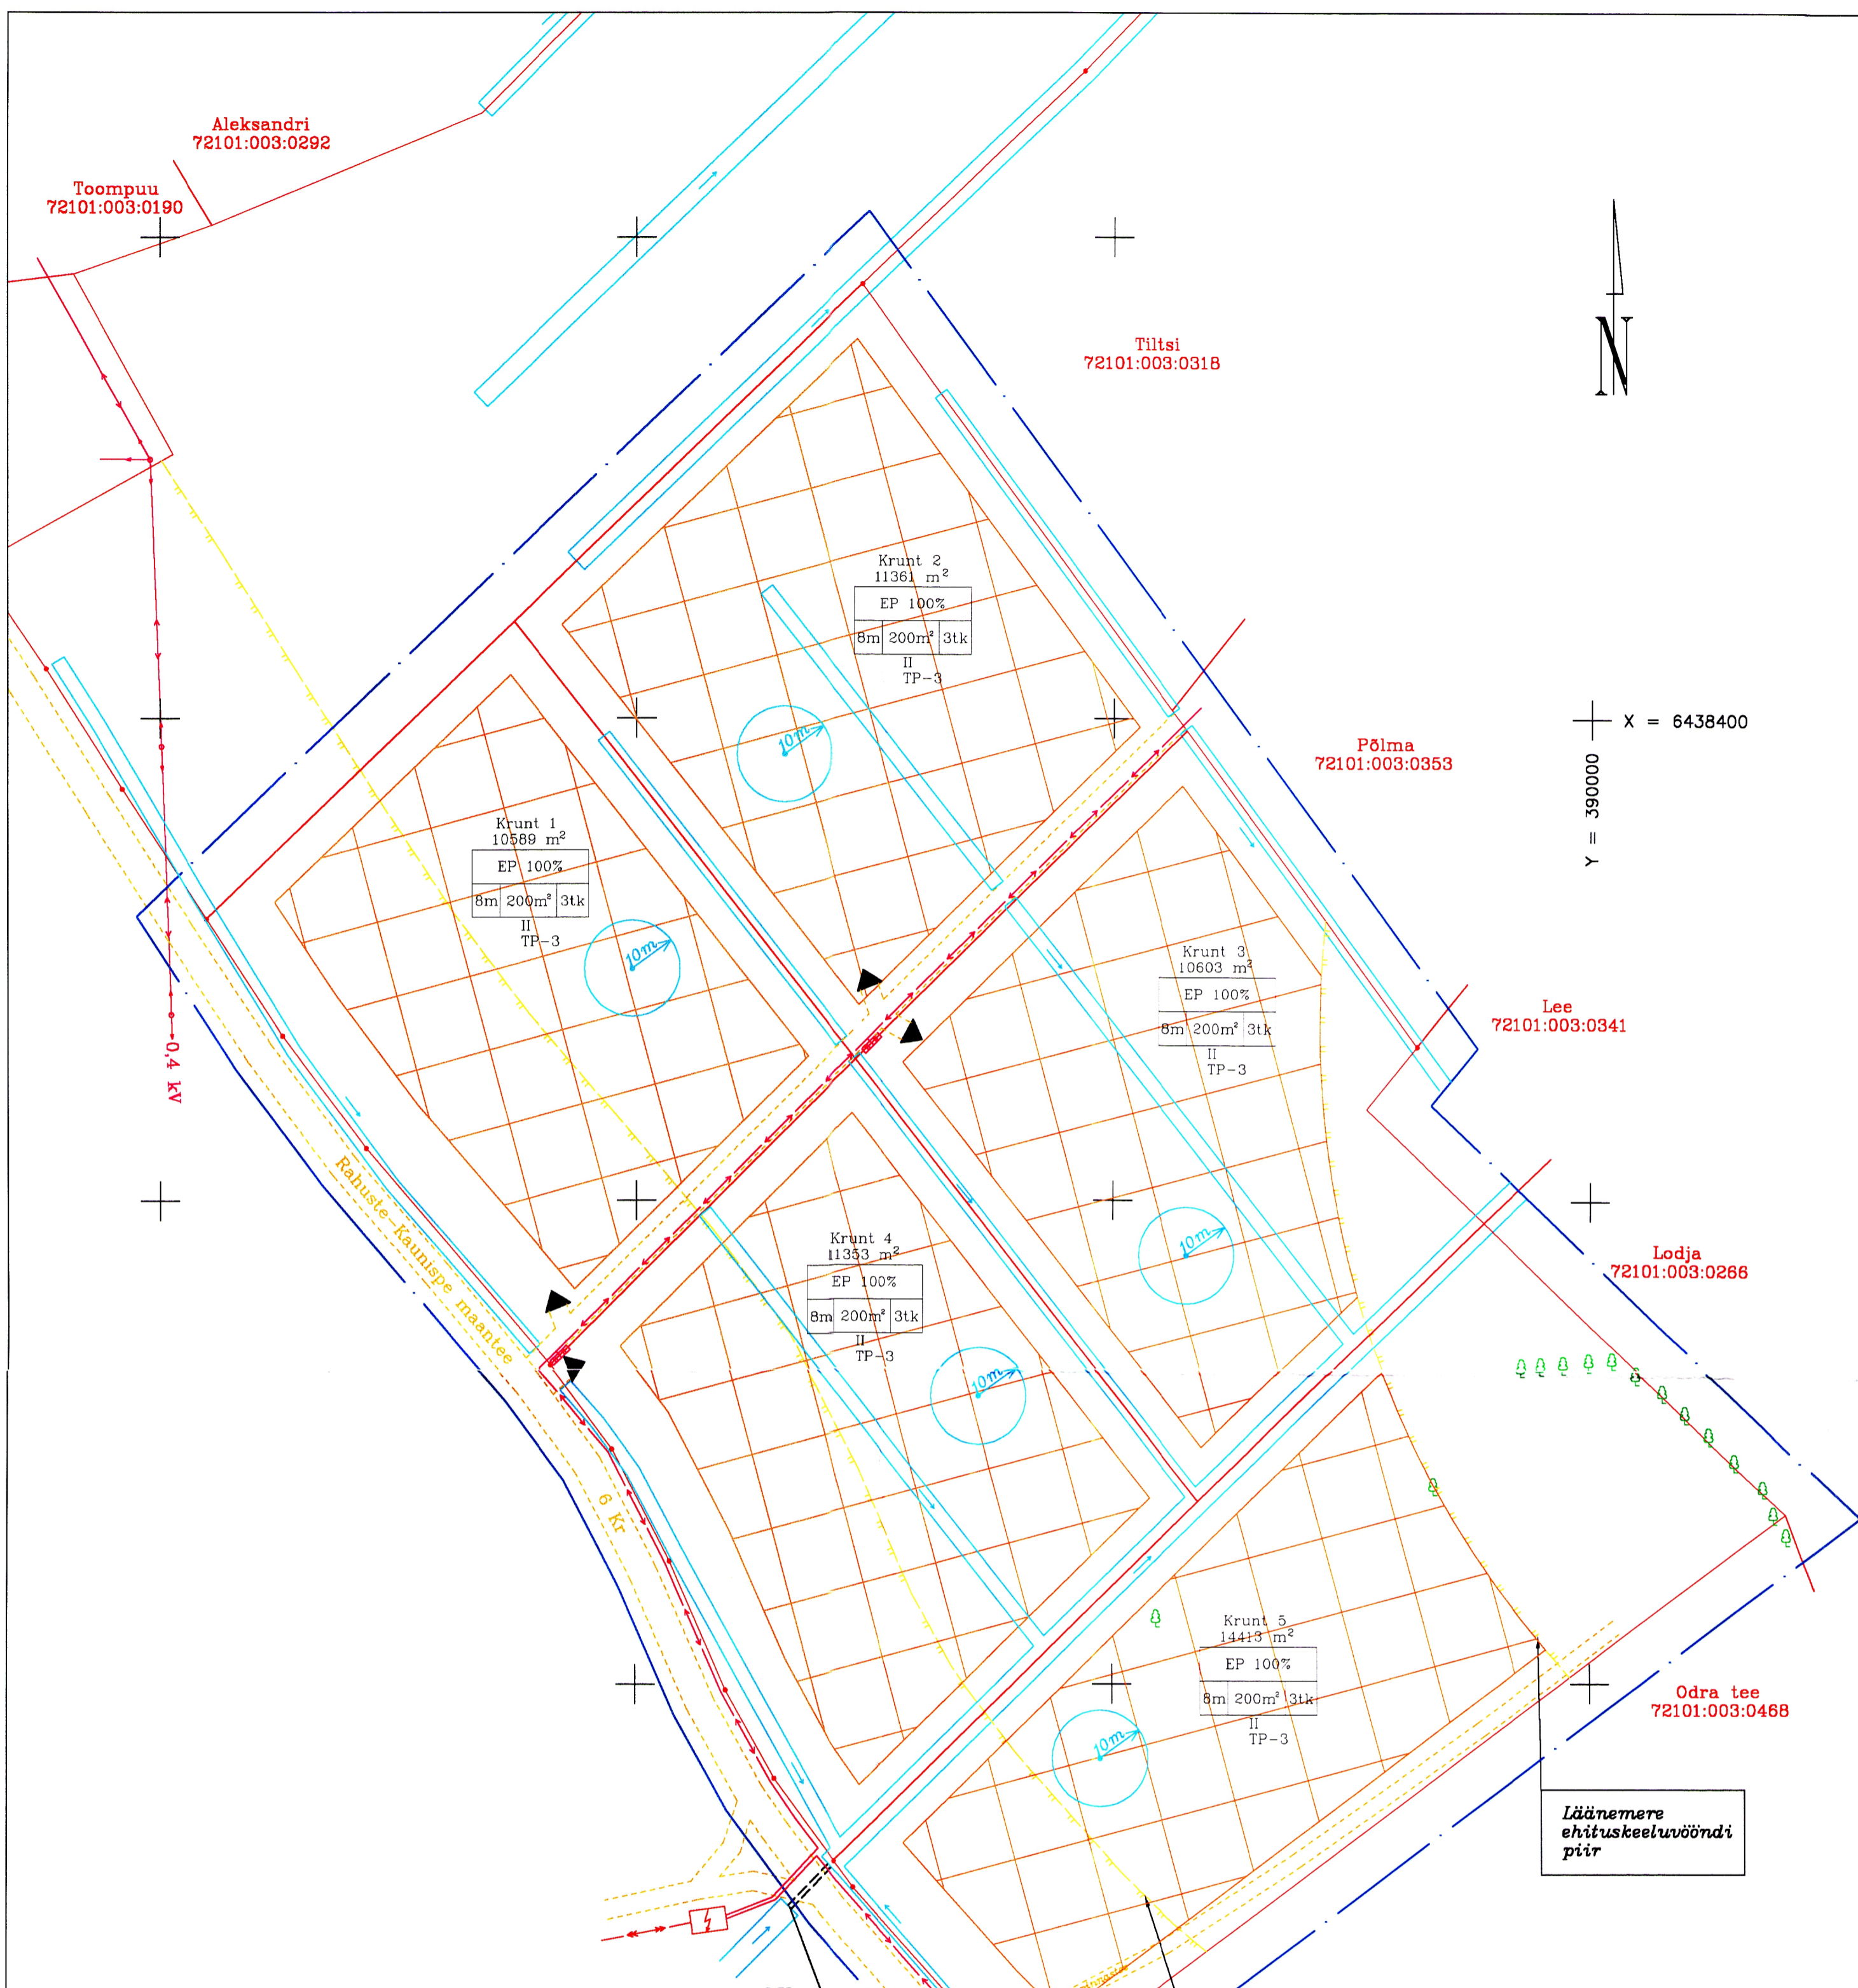 Aleksandri
72101:003:0292
Toompuu
72101:003:0190
Tiltsi
72101:003:0318
N
Krunt 2
11361 m²
EP 100%
8m 200m² 3tk
II
TP-3
10m
X = 6438400
Y = 390000
Põlma
72101:003:0353
Krunt 1
10589 m²
EP 100%
8m 200m² 3tk
II
TP-3
10m
Krunt 3
10603 m²
EP 100%
8m 200m² 3tk
II
TP-3
10m
Lee
72101:003:0341
0,4 kV
Rahuste-Kaunispe maantee
Krunt 4
11353 m²
EP 100%
8m 200m² 3tk
II
TP-3
10m
Lodja
72101:003:0266
6 Kr
Krunt 5
14413 m²
EP 100%
8m 200m² 3tk
II
TP-3
10m
Odra tee
72101:003:0468
Läänemere
ehituskeeluvööndi
piir